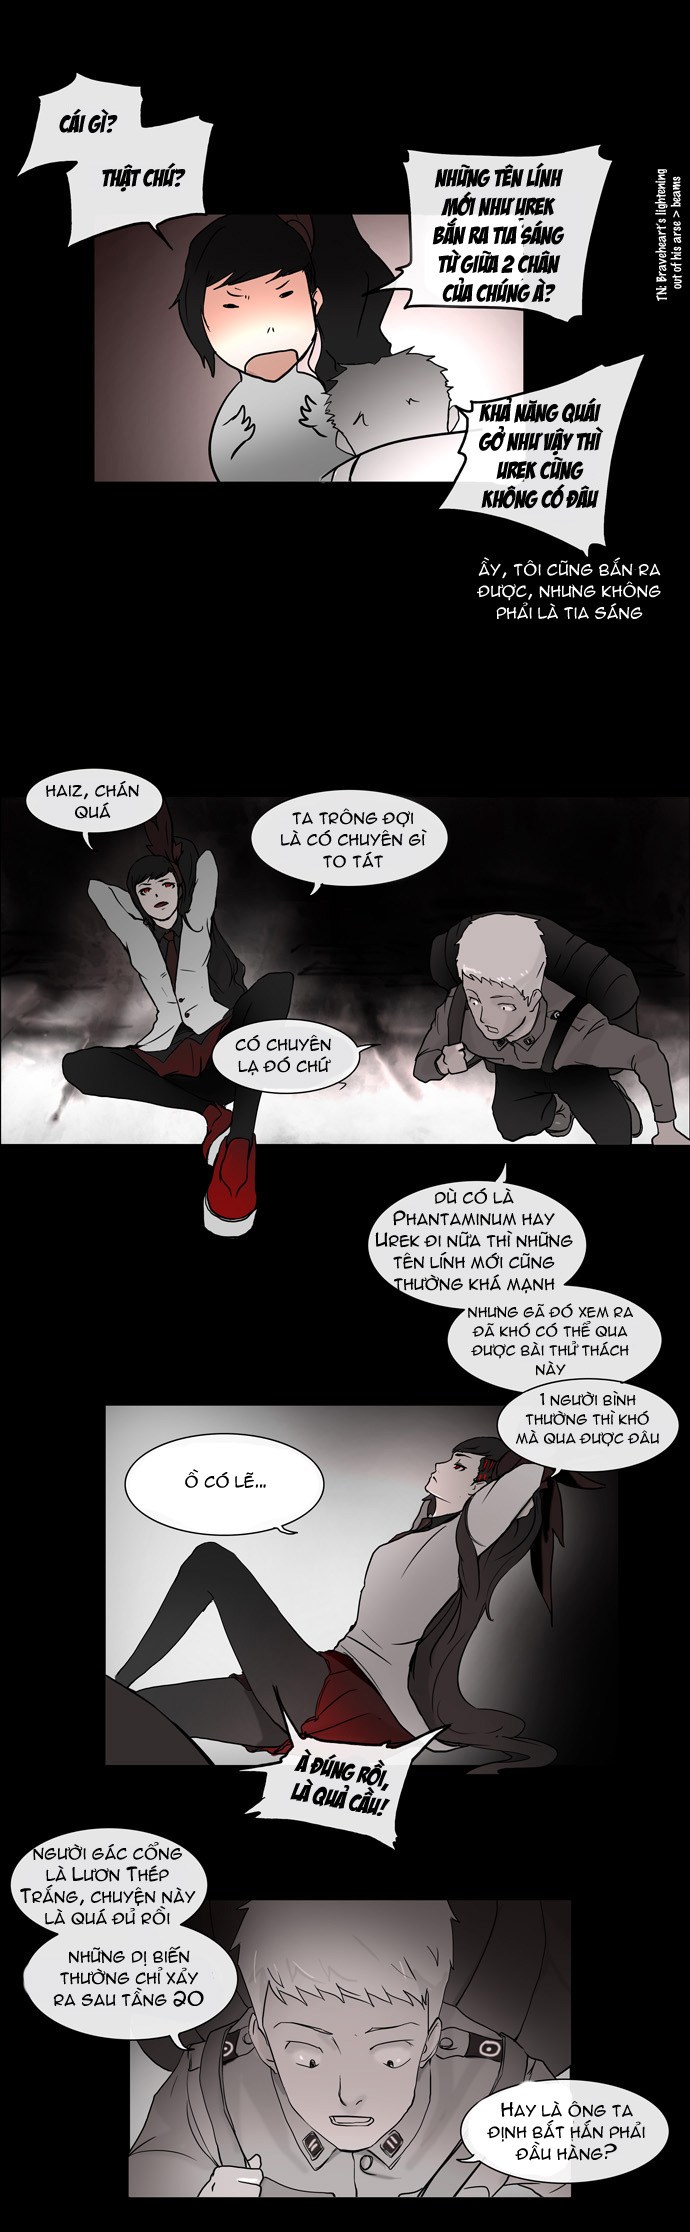 CÁI GÌ?
THẬT CHỨ?
NHỮNG TÊN LÍNH
MỚI NHƯ UREK
BẮN RA TIA SÁNG
TỪ GIỮA 2 CHÂN
CỦA CHÚNG À?
TN: Braveheart's lightening
out of his arse > beams
KHẢ NĂNG QUÁI
GỞ NHƯ VẬY THÌ
UREK CŨNG
KHÔNG CÓ ĐÂU
ẦY, TÔI CŨNG BẮN RA
ĐƯỢC, NHƯNG KHÔNG
PHẢI LÀ TIA SÁNG
HAIZ, CHÁN
QUÁ
TA TRÔNG ĐỢI
LÀ CÓ CHUYÊN GÌ
TO TÁT
CÓ CHUYÊN
LẠ ĐÓ CHỨ
DÙ CÓ LÀ
PHANTAMINUM HAY
UREK ĐI NỮA THÌ NHỮNG
TÊN LÍNH MỚI CŨNG
THƯỜNG KHÁ MẠNH
NHƯNG GÃ ĐÓ XEM RA
ĐÃ KHÓ CÓ THỂ QUA
ĐƯỢC BÀI THỬ THÁCH
NÀY
1 NGƯỜI BÌNH
THƯỜNG THÌ KHÓ
MÀ QUA ĐƯỢC ĐÂU
Ồ CÓ LẼ...
À ĐÚNG RỒI,
LÀ QUẢ CẦU!
NGƯỜI GÁC CỔNG
LÀ LƯƠN THÉP
TRẮNG, CHUYỆN NÀY
LÀ QUÁ ĐỦ RỒI
NHỮNG DỊ BIẾN
THƯỜNG CHỈ XẢY
RA SAU TẦNG 20
HAY LÀ ÔNG TA
ĐỊNH BẮT HẮN PHẢI
ĐẦU HÀNG?